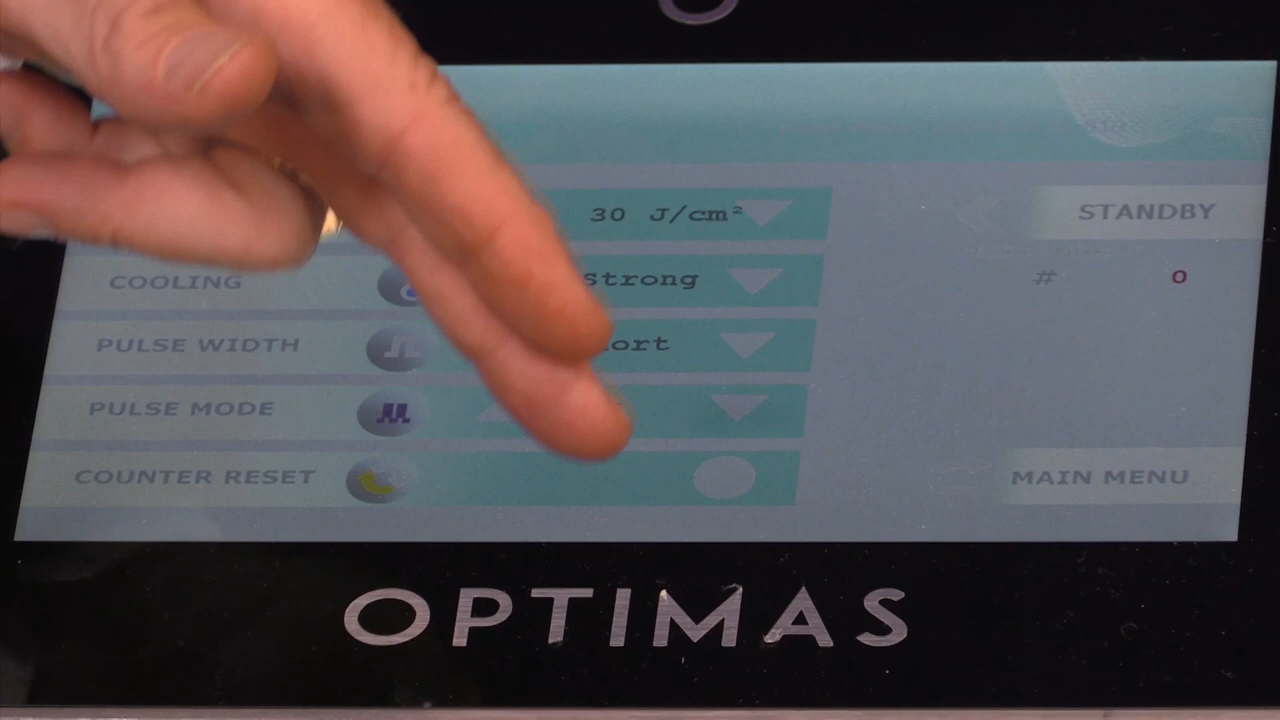 30 J/cm² STANDBY
COOLING Strong # 0
PULSE WIDTH
PULSE MODE
COUNTER RESET MAIN MENU
OPTIMAS